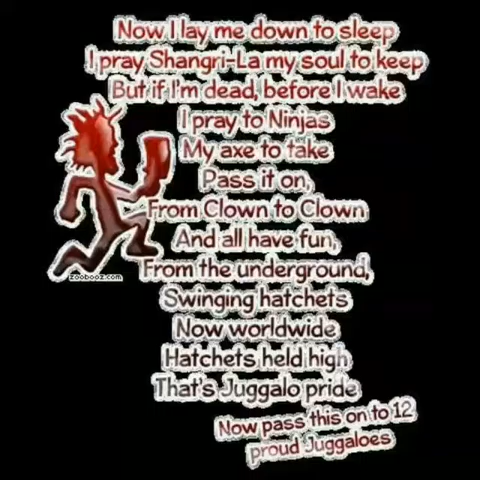 Now I lay me down to sleep
I pray Shangri-La my soul to keep
But if I'm dead, before I wake
I pray to Ninjas
My axe to take
Pass it on,
From Clown to Clown
And all have fun,
From the underground,
Swinging hatchets
Now worldwide
Hatchets held high
That's Juggalo pride
Now pass this on to 12
proud Juggaloes
zoobooz.com